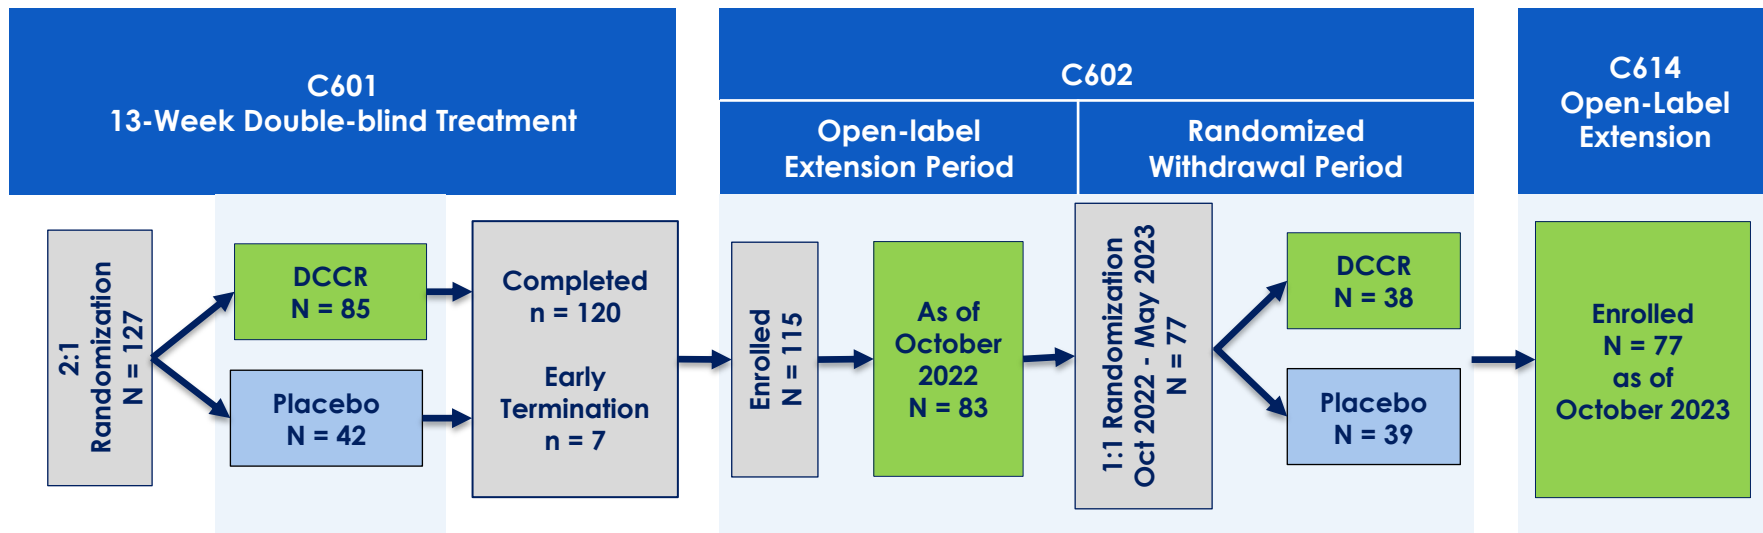 C601
13-Week Double-blind Treatment
C602
Open-label
Extension Period
Randomized
Withdrawal Period
C614
Open-Label
Extension
2:1
Randomization
N = 127
DCCR
N = 85
Placebo
N = 42
Completed
n = 120
Early
Termination
n = 7
Enrolled
N = 115
As of
October
2022
N = 83
1:1 Randomization
Oct 2022 - May 2023
N = 77
DCCR
N = 38
Placebo
N = 39
Enrolled
N = 77
as of
October 2023